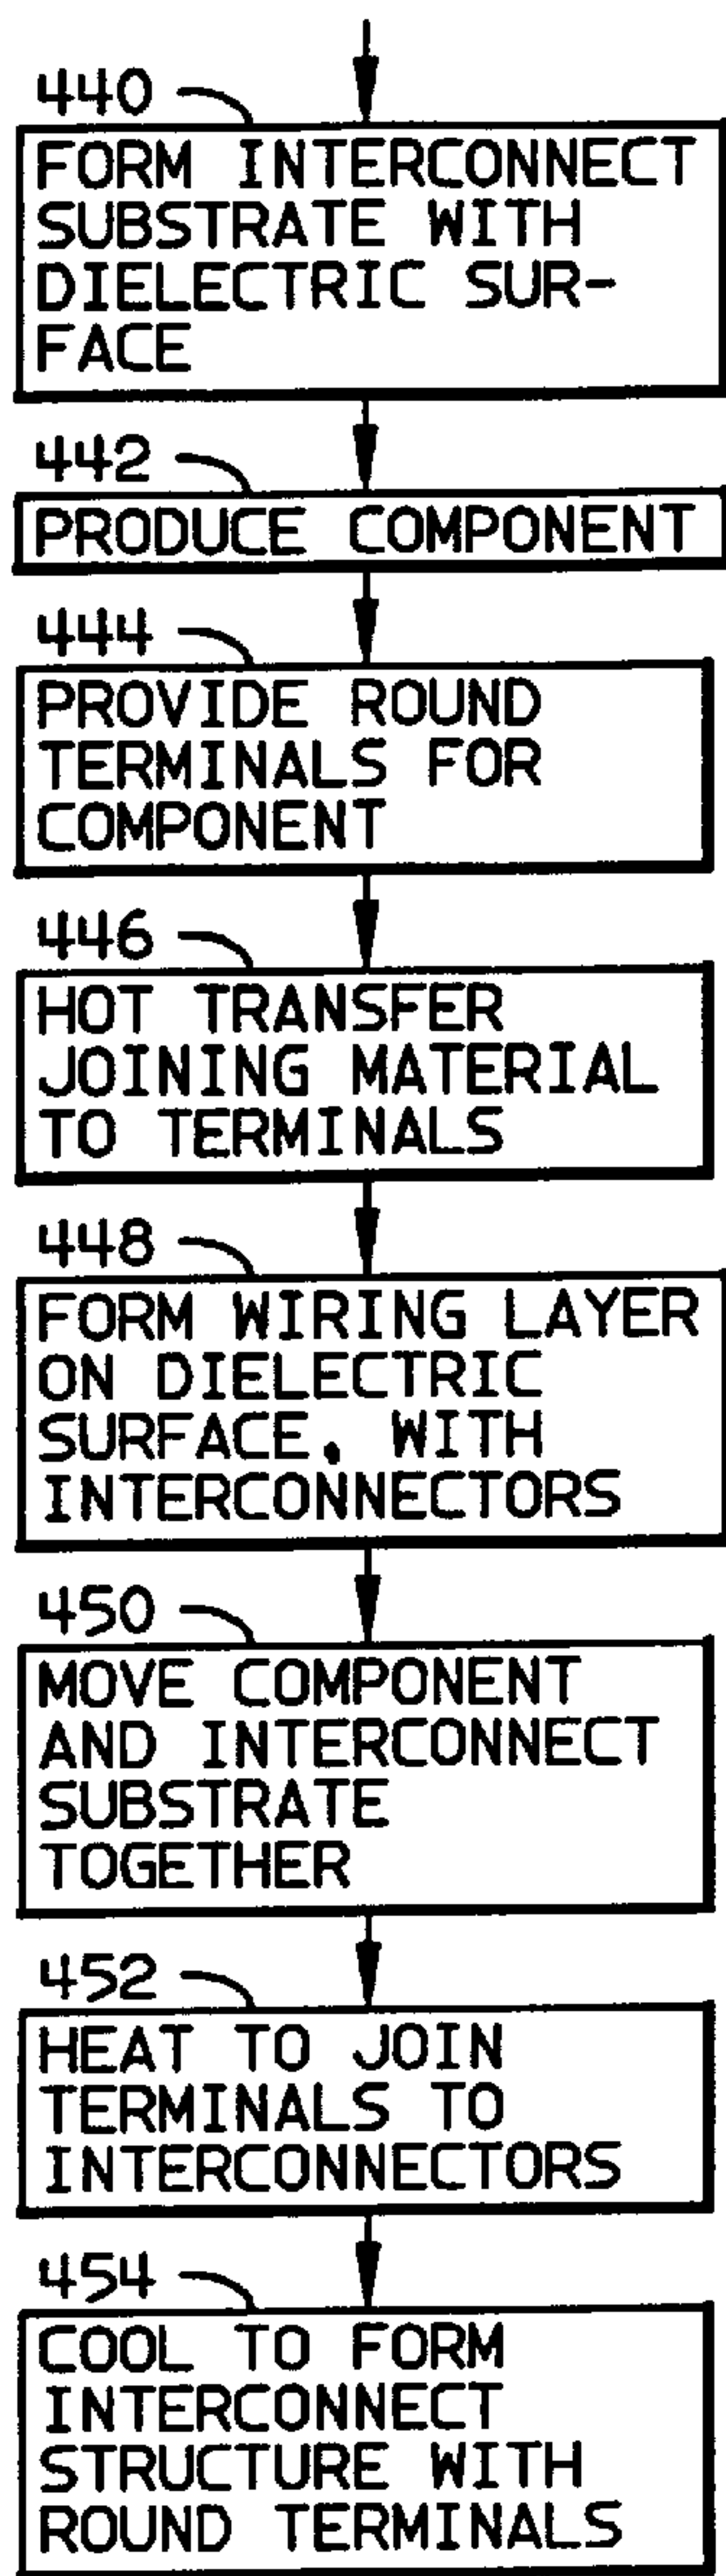 440
FORM INTERCONNECT
SUBSTRATE WITH
DIELECTRIC SUR-
FACE
442
PRODUCE COMPONENT
444
PROVIDE ROUND
TERMINALS FOR
COMPONENT
446
HOT TRANSFER
JOINING MATERIAL
TO TERMINALS
448
FORM WIRING LAYER
ON DIELECTRIC
SURFACE, WITH
INTERCONNECTORS
450
MOVE COMPONENT
AND INTERCONNECT
SUBSTRATE
TOGETHER
452
HEAT TO JOIN
TERMINALS TO
INTERCONNECTORS
454
COOL TO FORM
INTERCONNECT
STRUCTURE WITH
ROUND TERMINALS